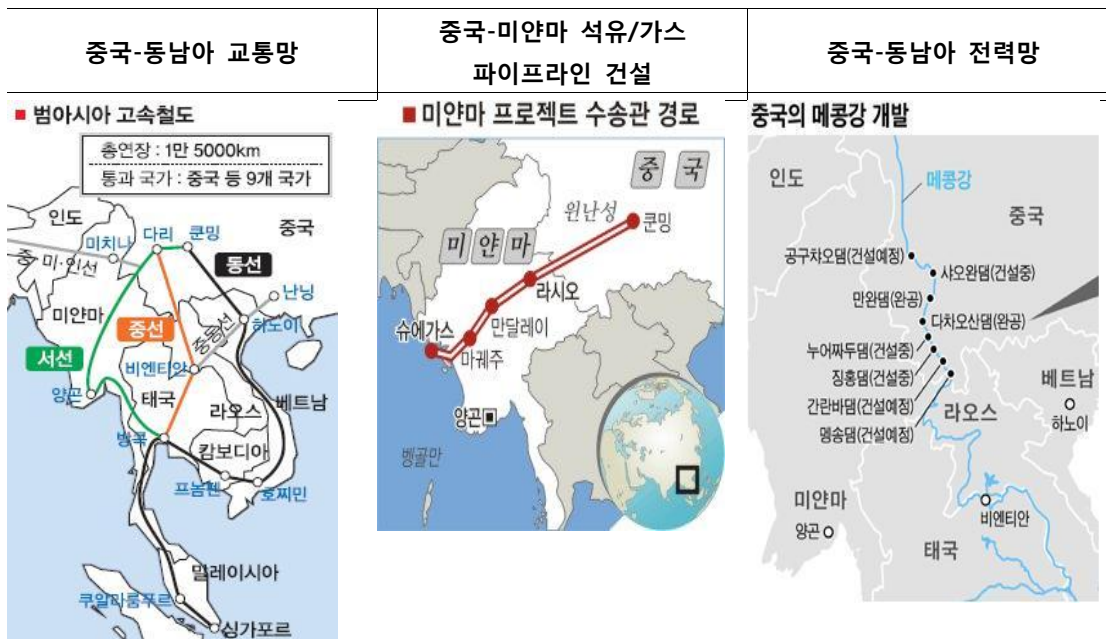 중국-동남아 교통망
중국-미얀마 석유/가스
파이프라인 건설
중국-동남아 전력망
■ 범아시아 고속철도
총연장 : 1만 5000km
통과 국가 : 중국 등 9개 국가
인도
미치나
다리
쿤밍
중국
중·미·인선
동선
난닝
미얀마
중선
중·동선
하노이
서선
비엔티안
양곤
태국
라오스
베트남
방콕
캄보디아
프놈펜
호찌민
말레이시아
쿠알라룸푸르
싱가포르
■ 미얀마 프로젝트 수송관 경로
중국
윈난성
쿤밍
미얀마
라시오
만달레이
슈에가스
마궤주
양곤
벵골만
중국의 메콩강 개발
인도
메콩강
중국
공구챠오댐(건설예정)
샤오완댐(건설중)
만완댐(완공)
다차오산댐(완공)
누어짜두댐(건설중)
징홍댐(건설중)
간란바댐(건설예정)
멍송댐(건설예정)
베트남
하노이
라오스
미얀마
양곤
비엔티안
태국